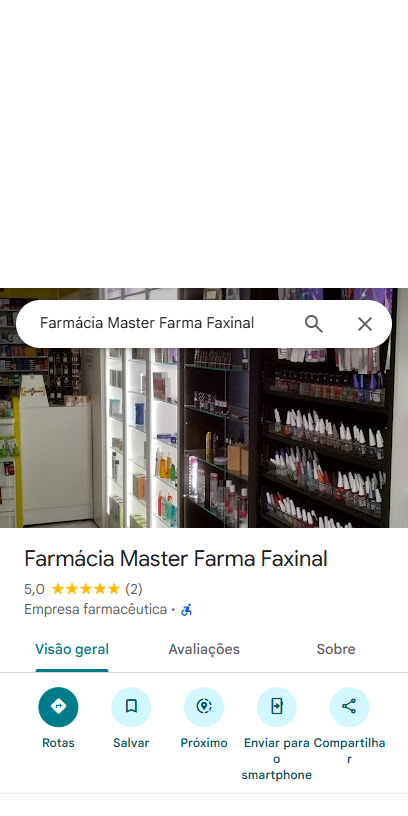 Farmácia Master Farma Faxinal
Farmácia Master Farma Faxinal
5,0 ★★★★★ (2)
Empresa farmacêutica ·
Visão geral Avaliações Sobre
Rotas Salvar Próximo Enviar para o smartphone Compartilhar